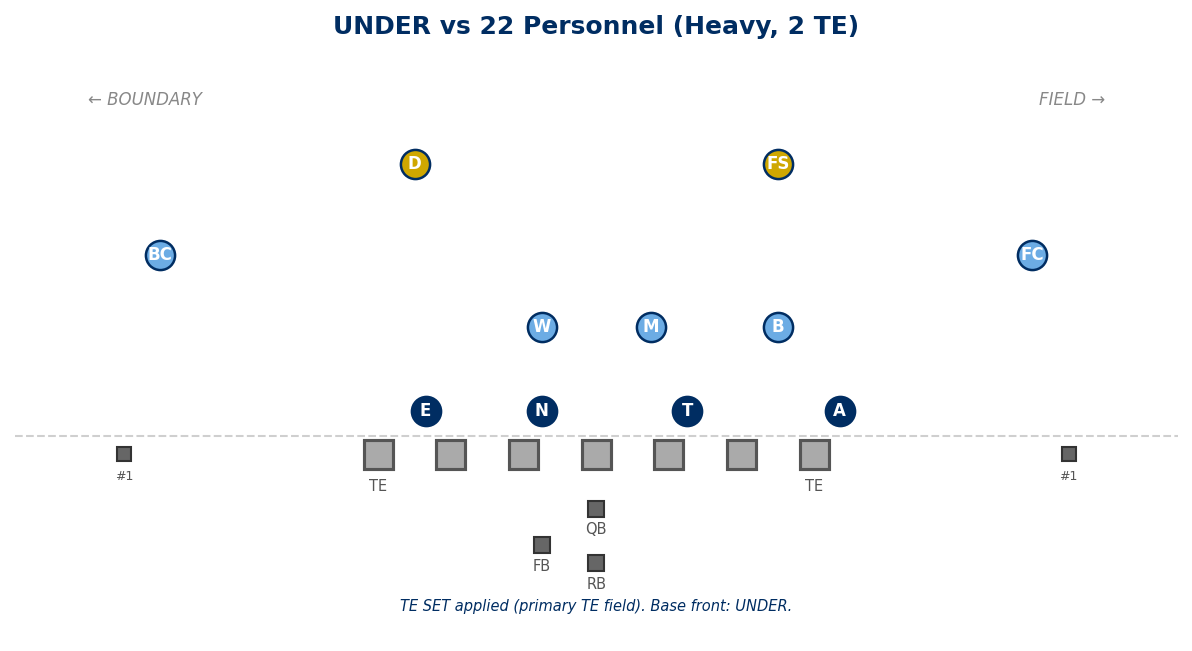 UNDER vs 22 Personnel (Heavy, 2 TE)
← BOUNDARY
FIELD →
D
FS
BC
FC
W
M
B
E
N
T
A
#1
TE
TE
#1
QB
FB
RB
TE SET applied (primary TE field). Base front: UNDER.